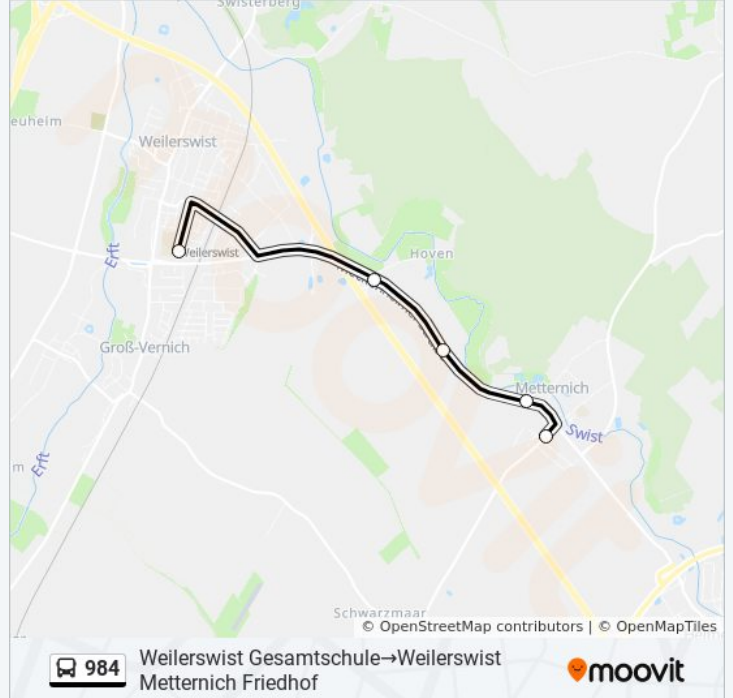 Swisterberg
euheim
Weilerswist
Erft
Weilerswist
Hoven
Groß-Vernich
Metternich
Swist
Erft
m
Schwarzmaar
© OpenStreetMap contributors | © OpenMapTiles
984
Weilerswist Gesamtschule→Weilerswist
Metternich Friedhof
moovit